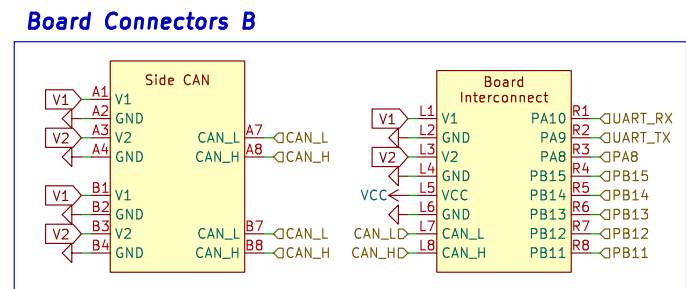 Board Connectors B
Side CAN
V1 A1 V1
A2 GND
V2 A3 V2 CAN_L A7 CAN_L
A4 GND CAN_H A8 CAN_H
V1 B1 V1
B2 GND
V2 B3 V2 CAN_L B7 CAN_L
B4 GND CAN_H B8 CAN_H
Board
Interconnect
V1 L1 V1 PA10 R1 UART_RX
L2 GND PA9 R2 UART_TX
V2 L3 V2 PA8 R3 PA8
L4 GND PB15 R4 PB15
VCC L5 VCC PB14 R5 PB14
L6 GND PB13 R6 PB13
CAN_L L7 CAN_L PB12 R7 PB12
CAN_H L8 CAN_H PB11 R8 PB11